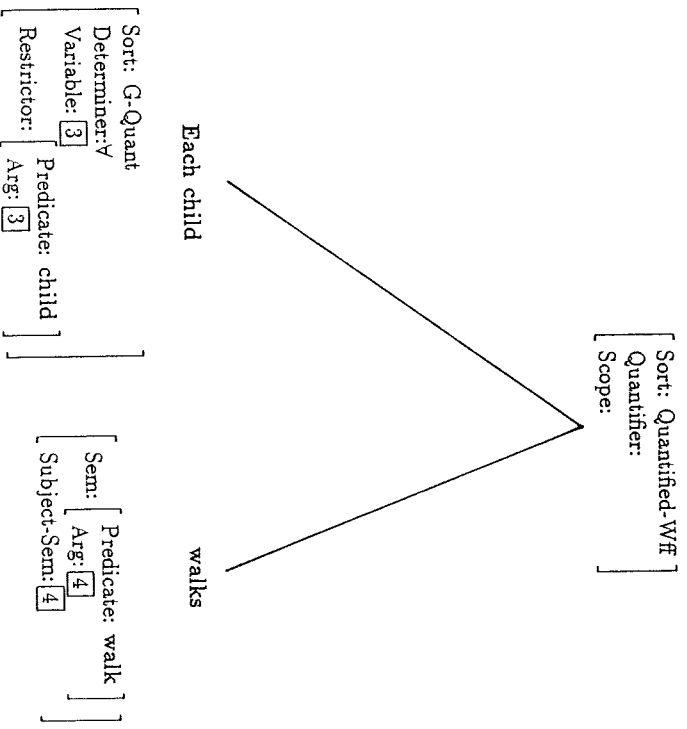 Sort: Quantified-Wff
Quantifier:
Scope:
Each child
walks
Sort: G-Quant
Determiner:∀
Variable: 3
Restrictor: Predicate: child
Arg: 3
Sem: Predicate: walk
Arg: 4
Subject-Sem: 4